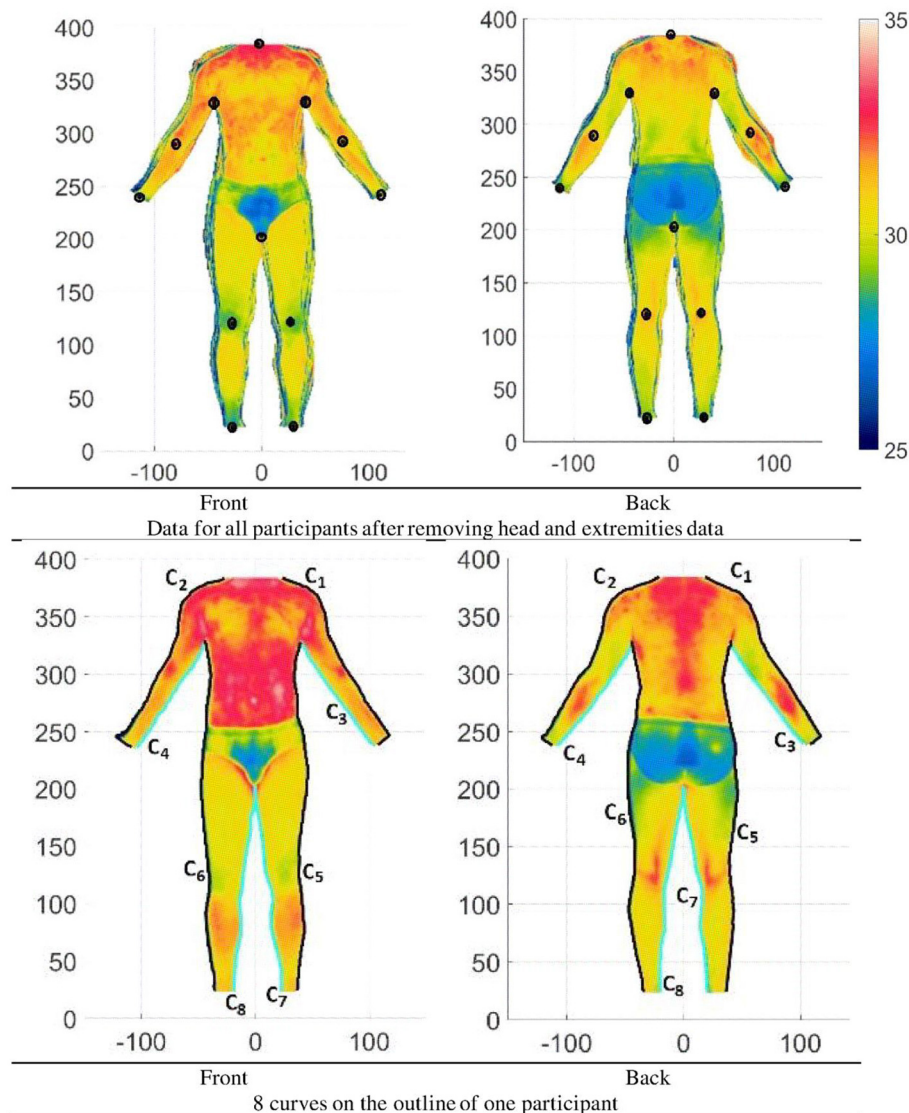 400
350
300
250
200
150
100
50
0
-100 0 100
400
350
300
250
200
150
100
50
0
-100 0 100
35
30
25
Front Back
Data for all participants after removing head and extremities data
400
350
300
250
200
150
100
50
0
C2 C1
C3
C4
C6 C5
C8 C7
-100 0 100
400
350
300
250
200
150
100
50
0
C2 C1
C4 C3
C6 C5
C7
C8
-100 0 100
Front Back
8 curves on the outline of one participant